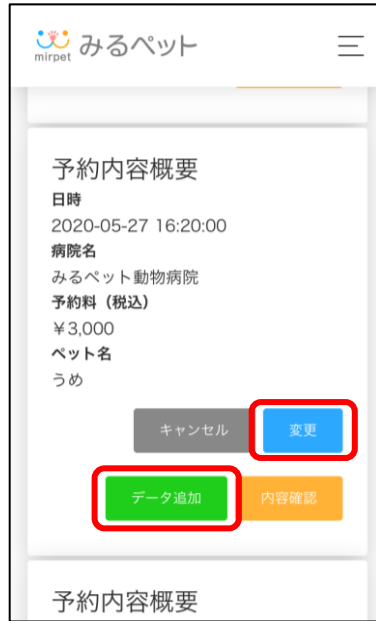 みるペット
mirpet
予約内容概要
日時
2020-05-27 16:20:00
病院名
みるペット動物病院
予約料（税込）
￥3,000
ペット名
うめ
キャンセル 変更
データ追加 内容確認
予約内容概要